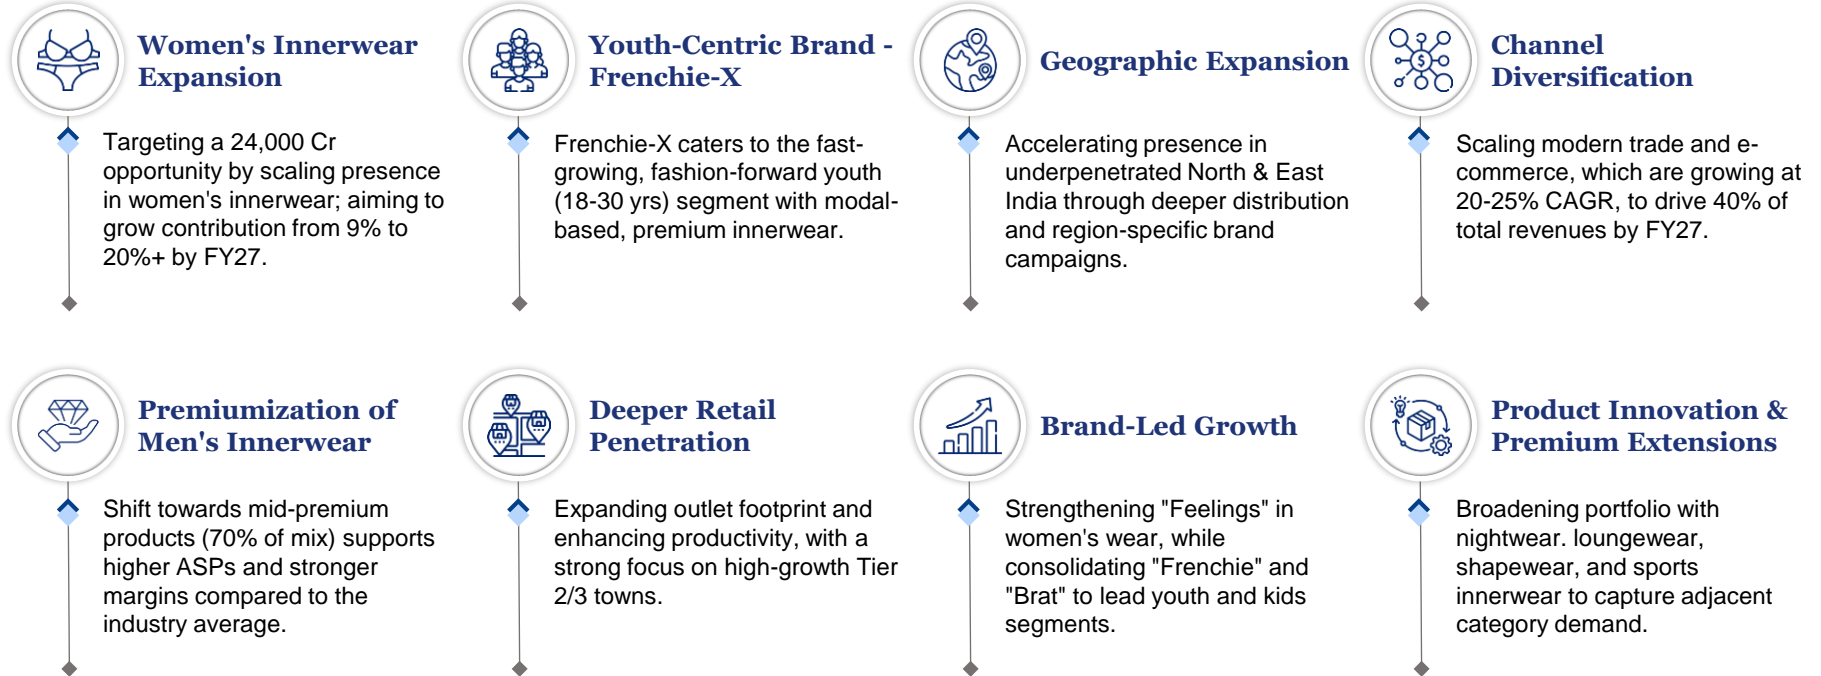 Women's Innerwear
Expansion
Targeting a 24,000 Cr
opportunity by scaling presence
in women's innerwear; aiming to
grow contribution from 9% to
20%+ by FY27.
Youth-Centric Brand -
Frenchie-X
Frenchie-X caters to the fast-
growing, fashion-forward youth
(18-30 yrs) segment with modal-
based, premium innerwear.
Geographic Expansion
Accelerating presence in
underpenetrated North & East
India through deeper distribution
and region-specific brand
campaigns.
Channel
Diversification
Scaling modern trade and e-
commerce, which are growing at
20-25% CAGR, to drive 40% of
total revenues by FY27.
Premiumization of
Men's Innerwear
Shift towards mid-premium
products (70% of mix) supports
higher ASPs and stronger
margins compared to the
industry average.
Deeper Retail
Penetration
Expanding outlet footprint and
enhancing productivity, with a
strong focus on high-growth Tier
2/3 towns.
Brand-Led Growth
Strengthening "Feelings" in
women's wear, while
consolidating "Frenchie" and
"Brat" to lead youth and kids
segments.
Product Innovation &
Premium Extensions
Broadening portfolio with
nightwear. loungewear,
shapewear, and sports
innerwear to capture adjacent
category demand.